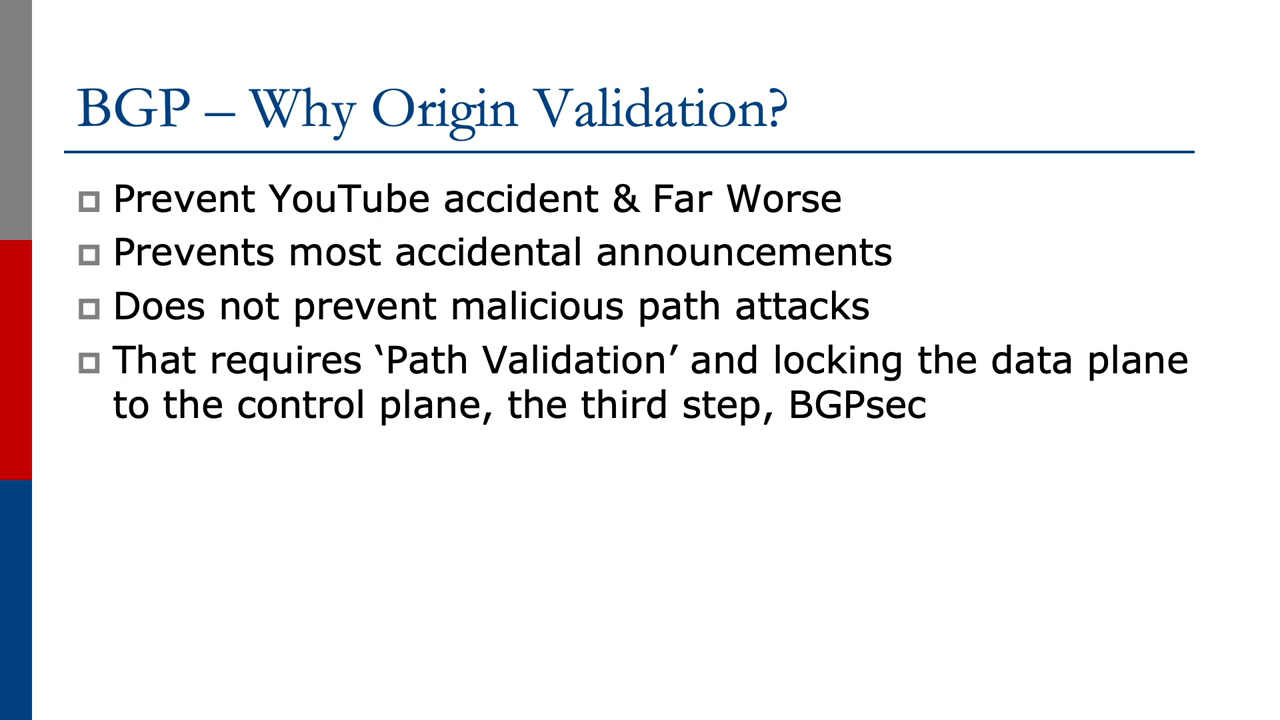 BGP – Why Origin Validation?
Prevent YouTube accident & Far Worse
Prevents most accidental announcements
Does not prevent malicious path attacks
That requires ‘Path Validation’ and locking the data plane
to the control plane, the third step, BGPsec